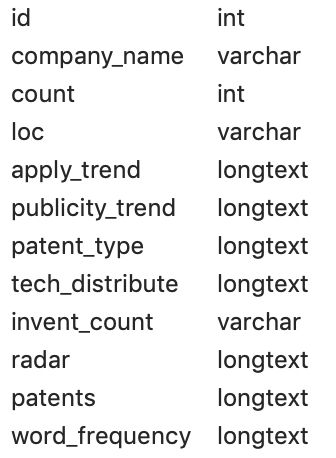 id int
company_name varchar
count int
loc varchar
apply_trend longtext
publicity_trend longtext
patent_type longtext
tech_distribute longtext
invent_count varchar
radar longtext
patents longtext
word_frequency longtext